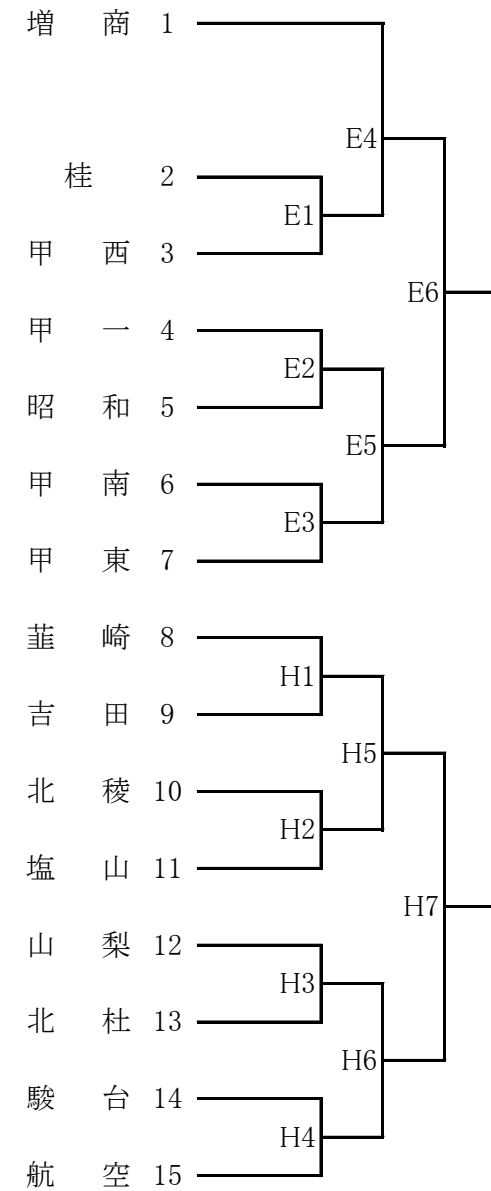 増商 1
E4
桂 2
E1
甲西 3
E6
甲一 4
E2
昭和 5
E5
甲南 6
E3
甲東 7
韮崎 8
H1
吉田 9
H5
北稜 10
H2
塩山 11
H7
山梨 12
H3
北杜 13
H6
駿台 14
H4
航空 15